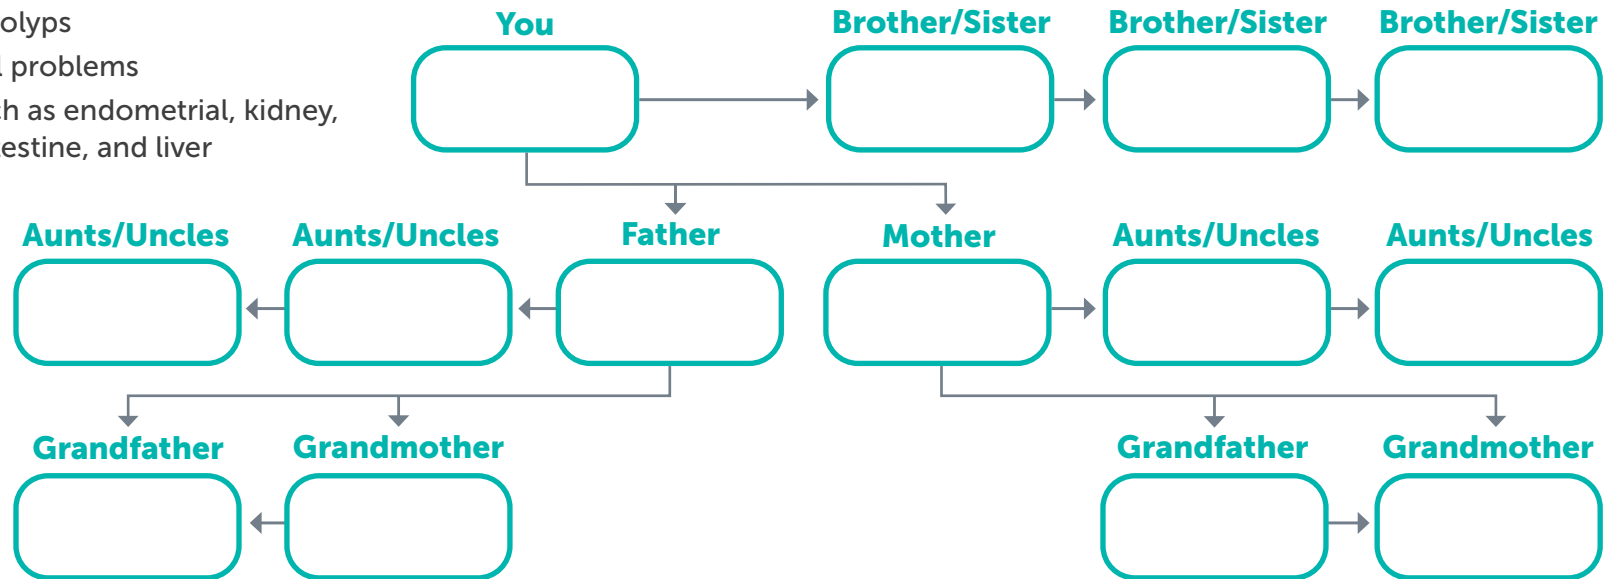 olyps
problems
as endometrial, kidney,
and liver
You
Brother/Sister
Brother/Sister
Brother/Sister
Aunts/Uncles
Aunts/Uncles
Father
Mother
Aunts/Uncles
Aunts/Uncles
Grandfather
Grandmother
Grandfather
Grandmother